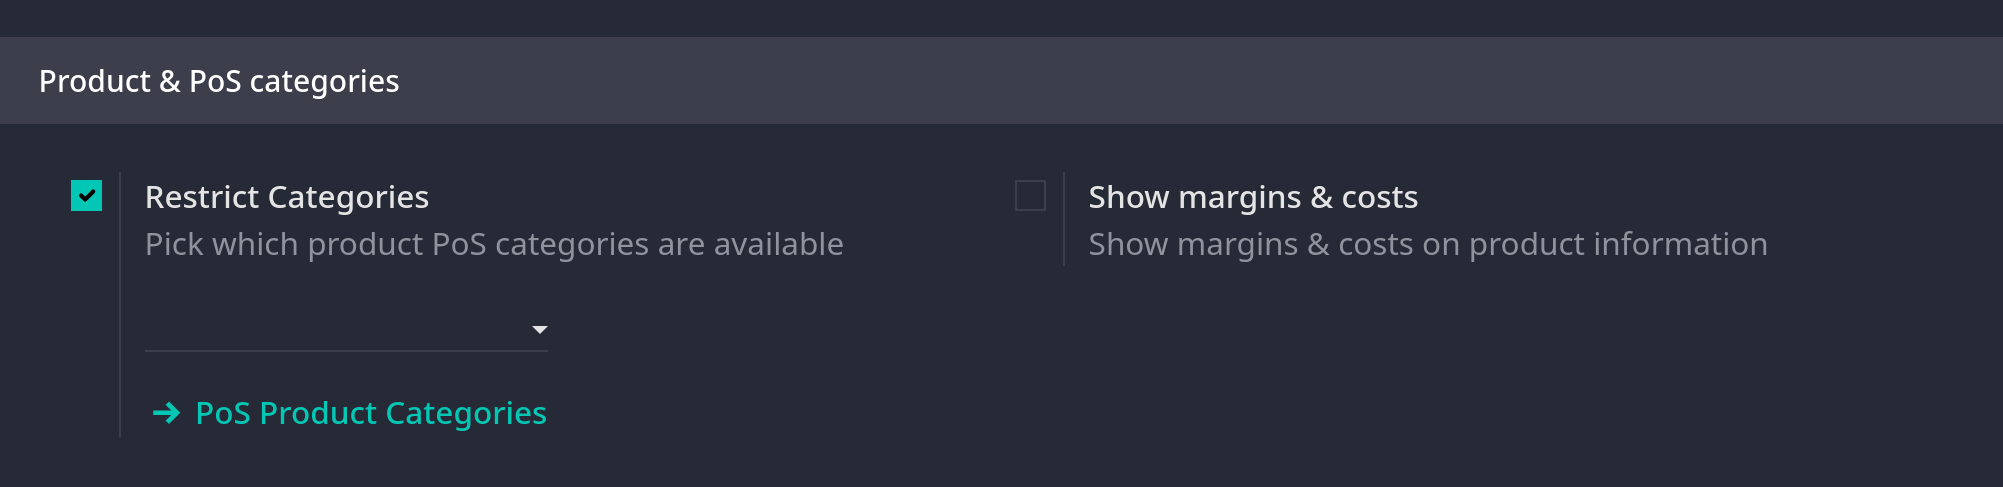 Product & PoS categories
Restrict Categories
Pick which product PoS categories are available
PoS Product Categories
Show margins & costs
Show margins & costs on product information